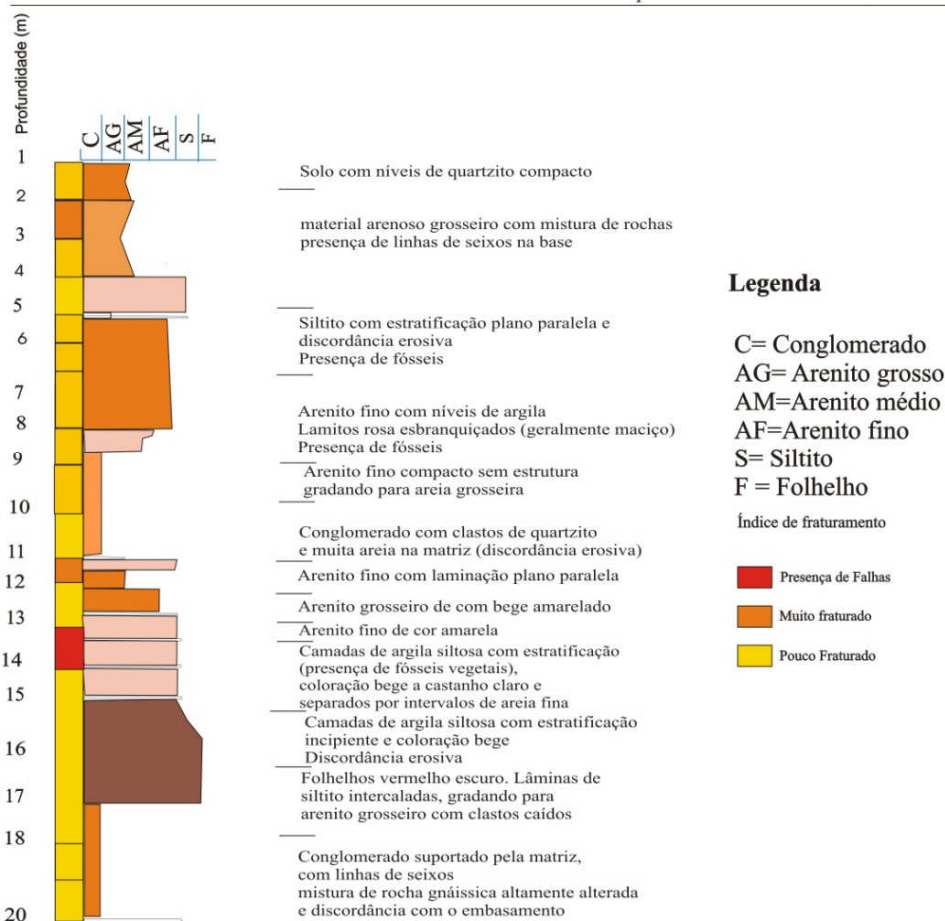 Profundidade (m)
C
AG
AM
AF
S
F
1
2
3
4
5
6
7
8
9
10
11
12
13
14
15
16
17
18
20
Solo com níveis de quartzito compacto
material arenoso grosseiro com mistura de rochas
presença de linhas de seixos na base
Siltito com estratificação plano paralela e
discordância erosiva
Presença de fósseis
Arenito fino com níveis de argila
Lamitos rosa esbranquiçados (geralmente maciço)
Presença de fósseis
Arenito fino compacto sem estrutura
gradando para areia grosseira
Conglomerado com clastos de quartzito
e muita areia na matriz (discordância erosiva)
Arenito fino com laminação plano paralela
Arenito grosseiro de com bege amarelado
Arenito fino de cor amarela
Camadas de argila siltosa com estratificação
(presença de fósseis vegetais),
coloração bege a castanho claro e
separados por intervalos de areia fina
Camadas de argila siltosa com estratificação
incipiente e coloração bege
Discordância erosiva
Folhelhos vermelho escuro. Lâminas de
siltito intercaladas, gradando para
arenito grosseiro com clastos caídos
Conglomerado suportado pela matriz,
com linhas de seixos
mistura de rocha gnáissica altamente alterada
e discordância com o embasamento
Legenda
C= Conglomerado
AG= Arenito grosso
AM=Arenito médio
AF=Arenito fino
S= Siltito
F = Folhelho
Índice de fraturamento
Presença de Falhas
Muito fraturado
Pouco Fraturado